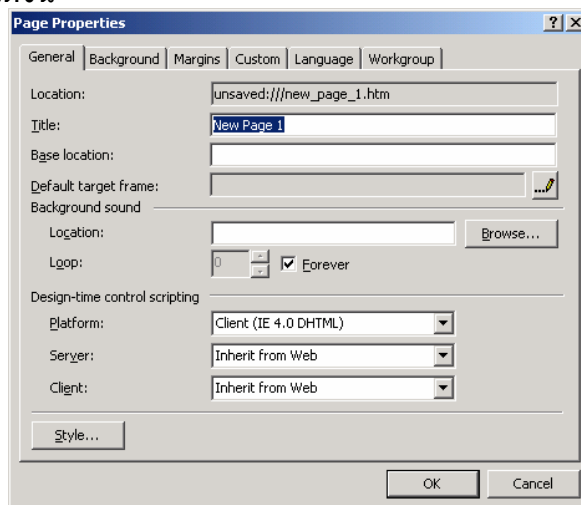 Page Properties
General Background Margins Custom Language Workgroup
Location: unsaved:///new_page_1.htm
Title: New Page 1
Base location:
Default target frame: ...
Background sound
Location: Browse...
Loop: 0 Forever
Design-time control scripting
Platform: Client (IE 4.0 DHTML)
Server: Inherit from Web
Client: Inherit from Web
Style...
OK Cancel